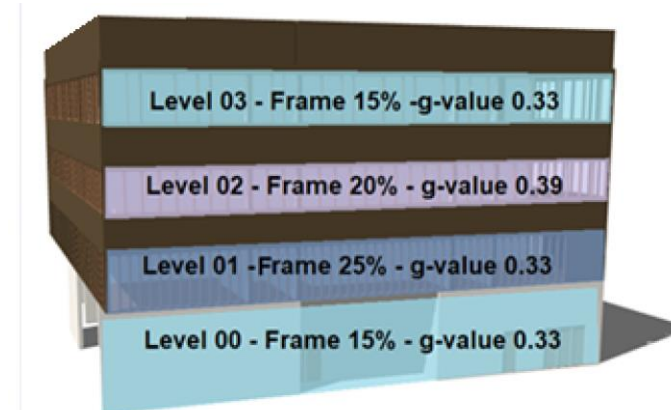 Level 03 - Frame 15% -g-value 0.33
Level 02 - Frame 20% - g-value 0.39
Level 01 -Frame 25% - g-value 0.33
Level 00 - Frame 15% - g-value 0.33